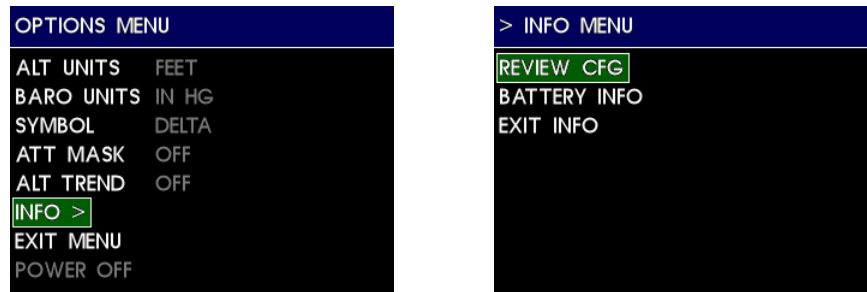 OPTIONS MENU
ALT UNITS FEET
BARO UNITS IN HG
SYMBOL DELTA
ATT MASK OFF
ALT TREND OFF
INFO >
EXIT MENU
POWER OFF
> INFO MENU
REVIEW CFG
BATTERY INFO
EXIT INFO